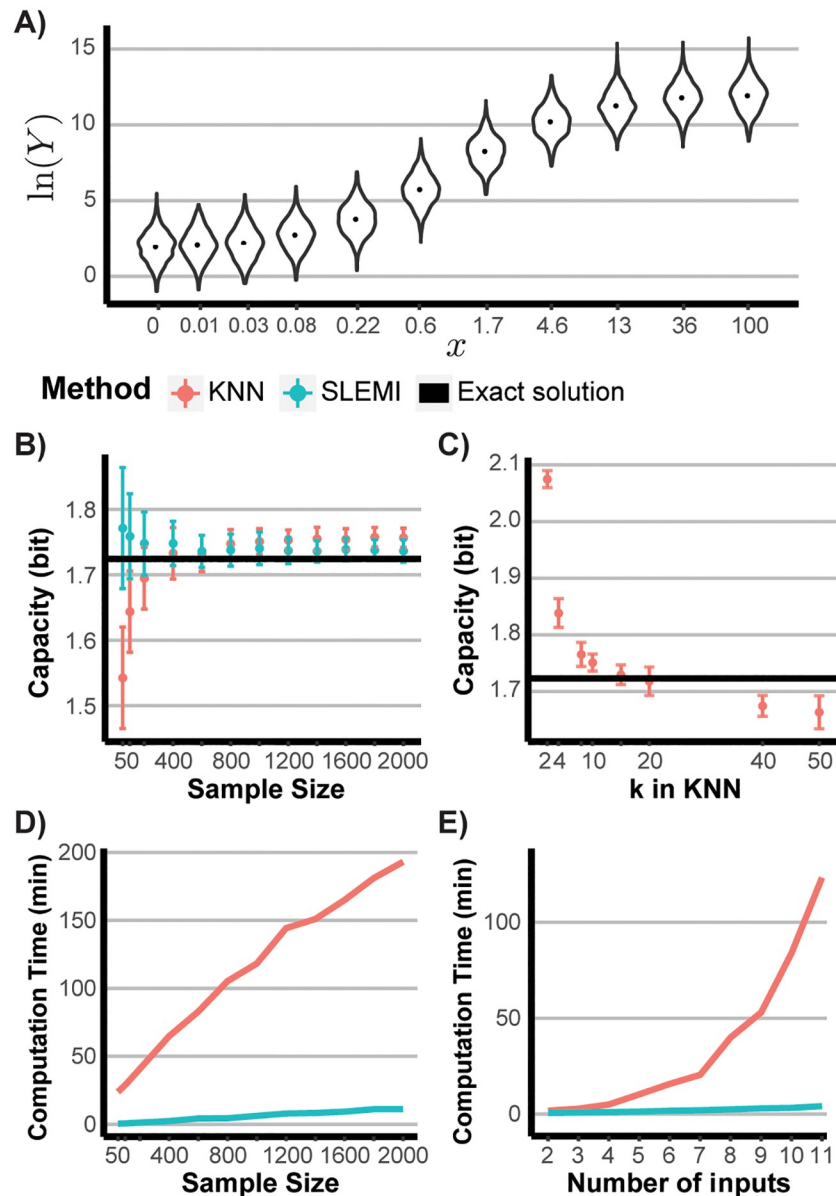 A)
ln(Y)
15
10
5
0
0 0.01 0.03 0.08 0.22 0.6 1.7 4.6 13 36 100
x
Method KNN SLEMI Exact solution
B)
Capacity (bit)
1.8
1.7
1.6
1.5
50 400 800 1200 1600 2000
Sample Size
C)
Capacity (bit)
2.1
2.0
1.9
1.8
1.7
2 4 10 20 40 50
k in KNN
D)
Computation Time (min)
200
150
100
50
0
50 400 800 1200 1600 2000
Sample Size
E)
Computation Time (min)
100
50
0
2 3 4 5 6 7 8 9 10 11
Number of inputs